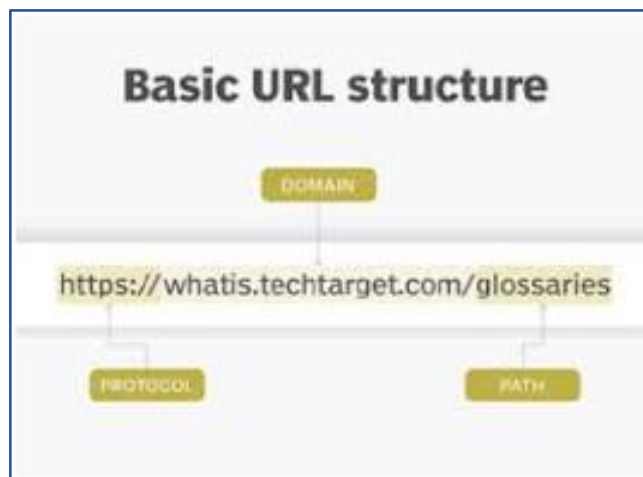 Basic URL structure
DOMAIN
https://whatis.techtarget.com/glossaries
PROTOCOL
PATH